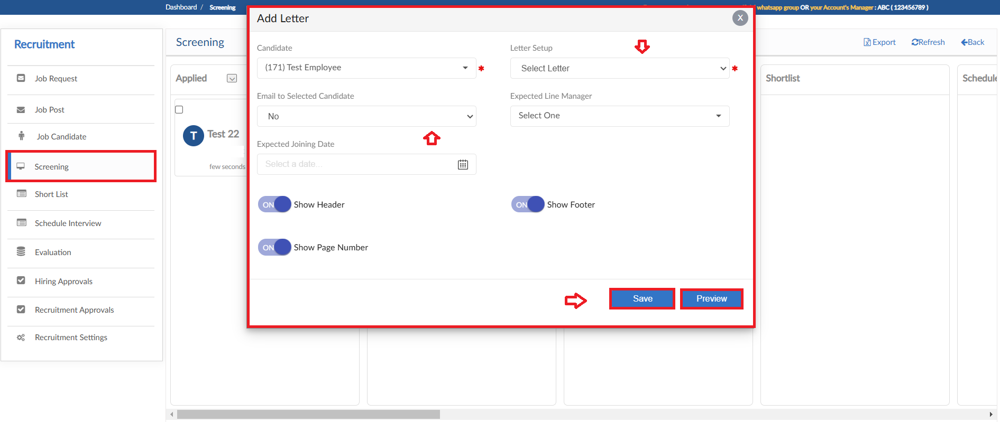 Dashboard / Screening
whatsapp group OR your Account's Manager : ABC ( 123456789 )
Recruitment
Job Request
Job Post
Job Candidate
Screening
Short List
Schedule Interview
Evaluation
Hiring Approvals
Recruitment Approvals
Recruitment Settings
Screening
Export Refresh Back
Applied
T Test 22
few seconds
Shortlist
Schedule
Add Letter
X
Candidate
(171) Test Employee *
Letter Setup
Select Letter *
Email to Selected Candidate
No
Expected Line Manager
Select One
Expected Joining Date
Select a date...
ON Show Header
ON Show Footer
ON Show Page Number
Save Preview